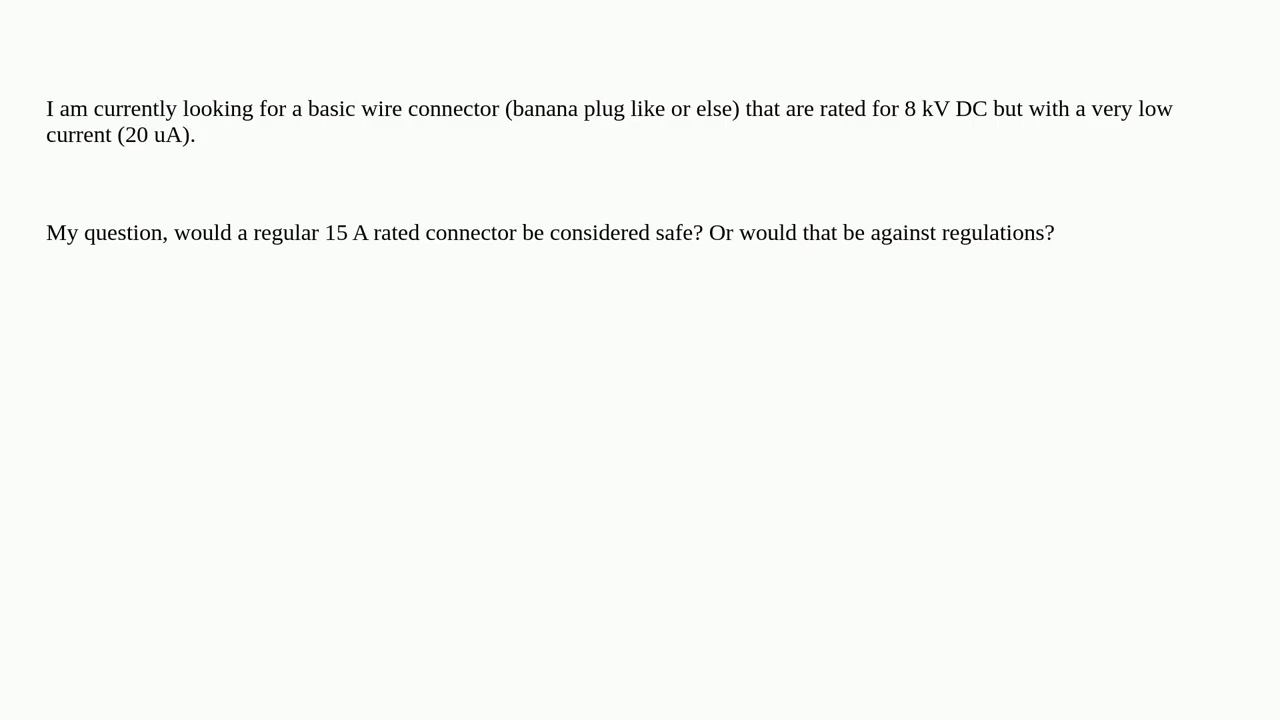 I am currently looking for a basic wire connector (banana plug like or else) that are rated for 8 kV DC but with a very low
current (20 uA).
My question, would a regular 15 A rated connector be considered safe? Or would that be against regulations?